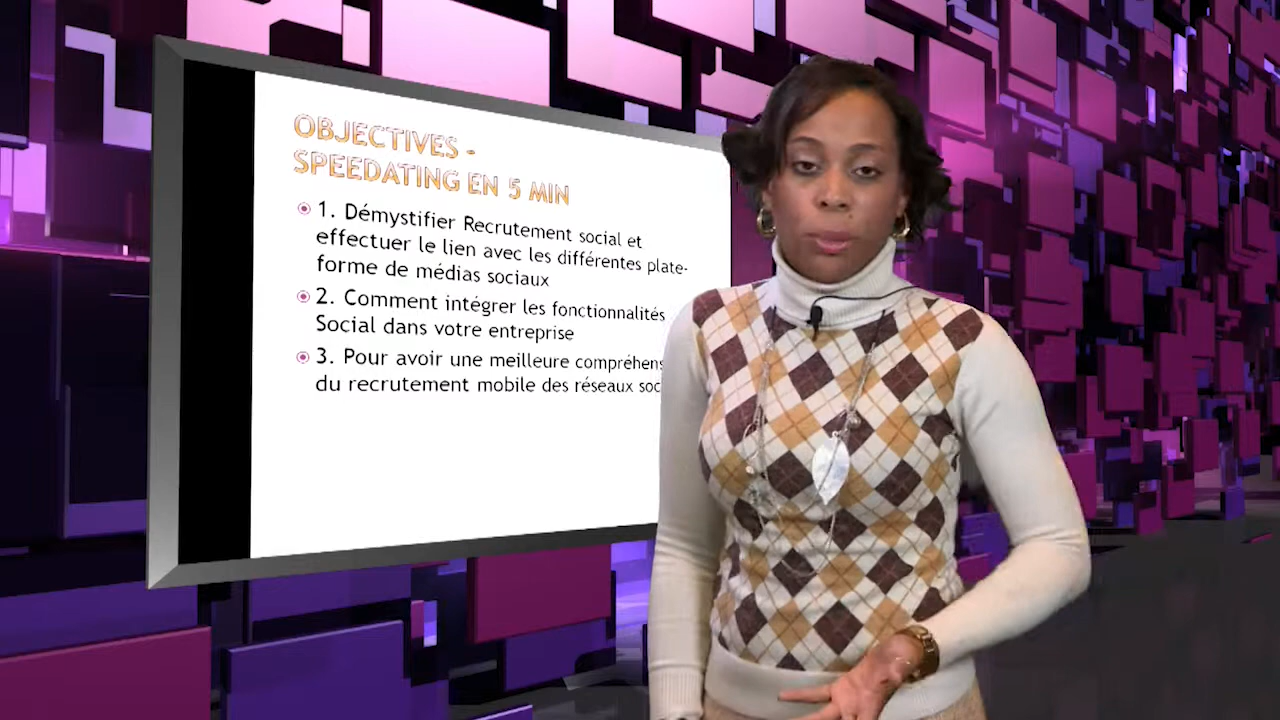 OBJECTIVES -
SPEEDATING EN 5 MIN
1. Démystifier Recrutement social et
effectuer le lien avec les différentes plate-
forme de médias sociaux
2. Comment intégrer les fonctionnalités
Social dans votre entreprise
3. Pour avoir une meilleure
du recrutement mobile des réseaux